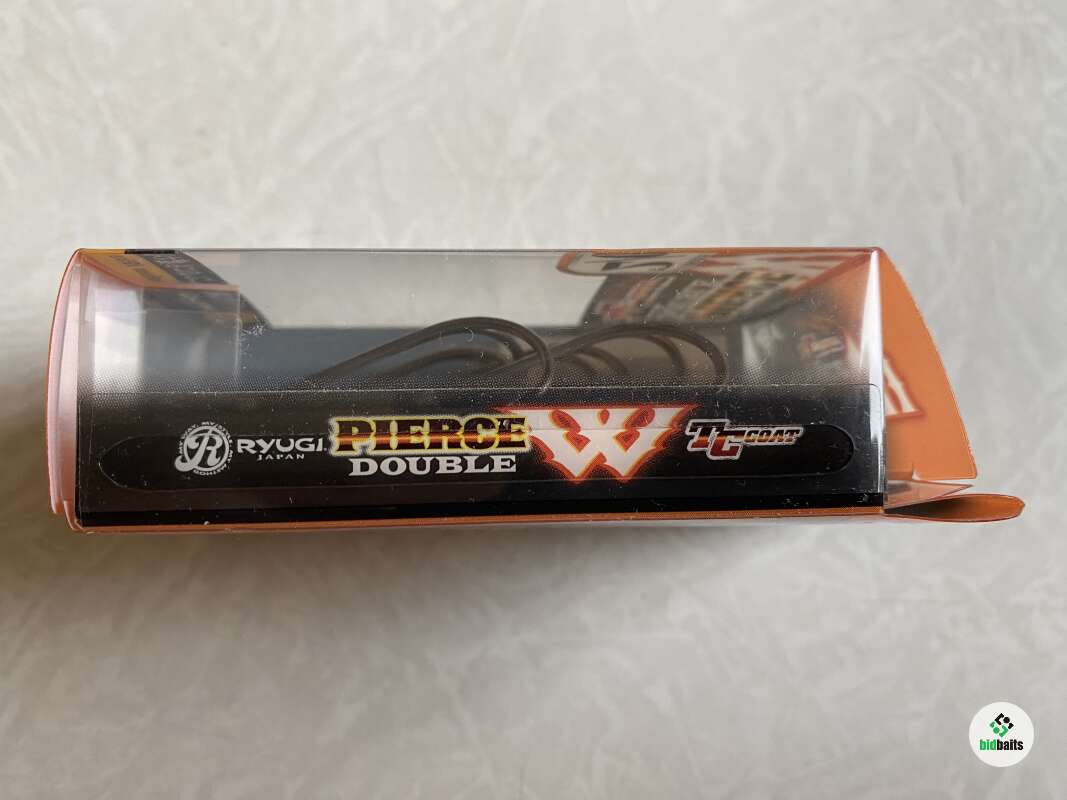 RYUGI
JAPAN
PIERCE
DOUBLE
W
TC COAT
bidbaits